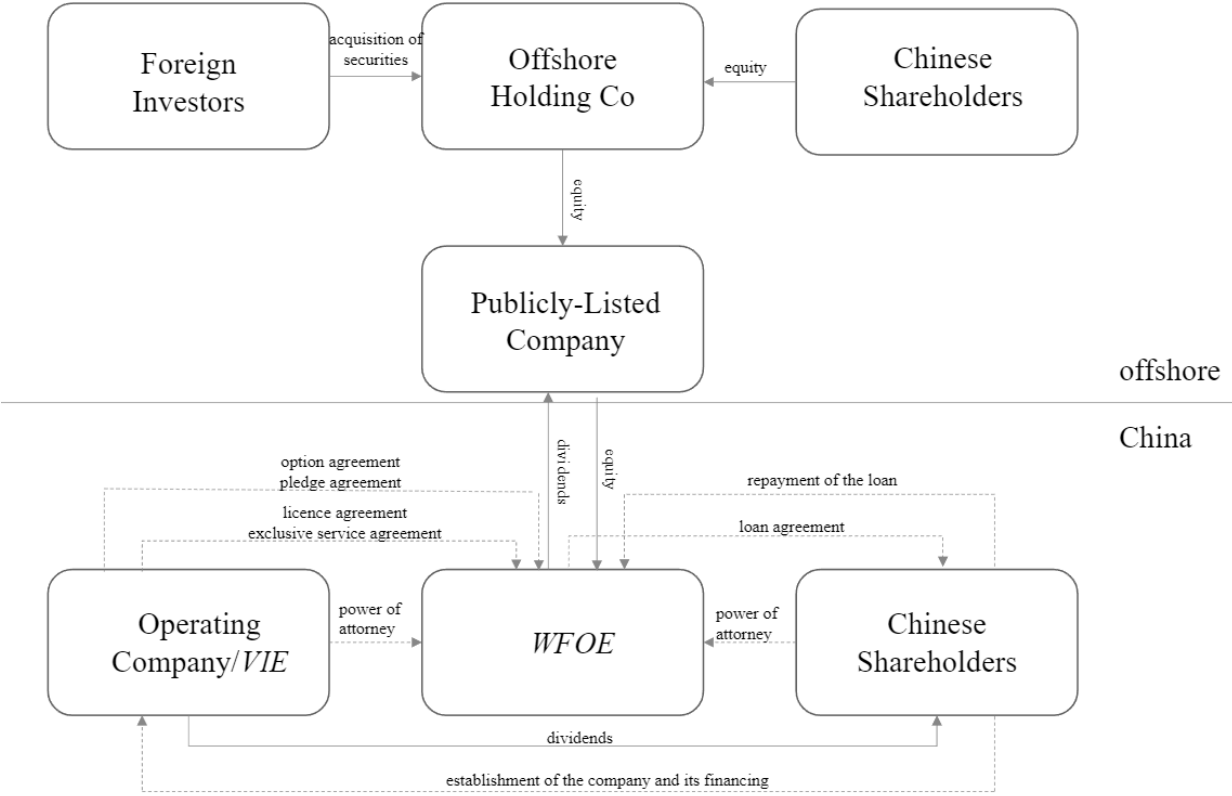 Foreign
Investors
acquisition of
securities
Offshore
Holding Co
equity
Chinese
Shareholders
equity
Publicly-Listed
Company
offshore
China
option agreement
pledge agreement
licence agreement
exclusive service agreement
dividends
equity
repayment of the loan
loan agreement
Operating
Company/VIE
power of
attorney
WFOE
power of
attorney
Chinese
Shareholders
dividends
establishment of the company and its financing